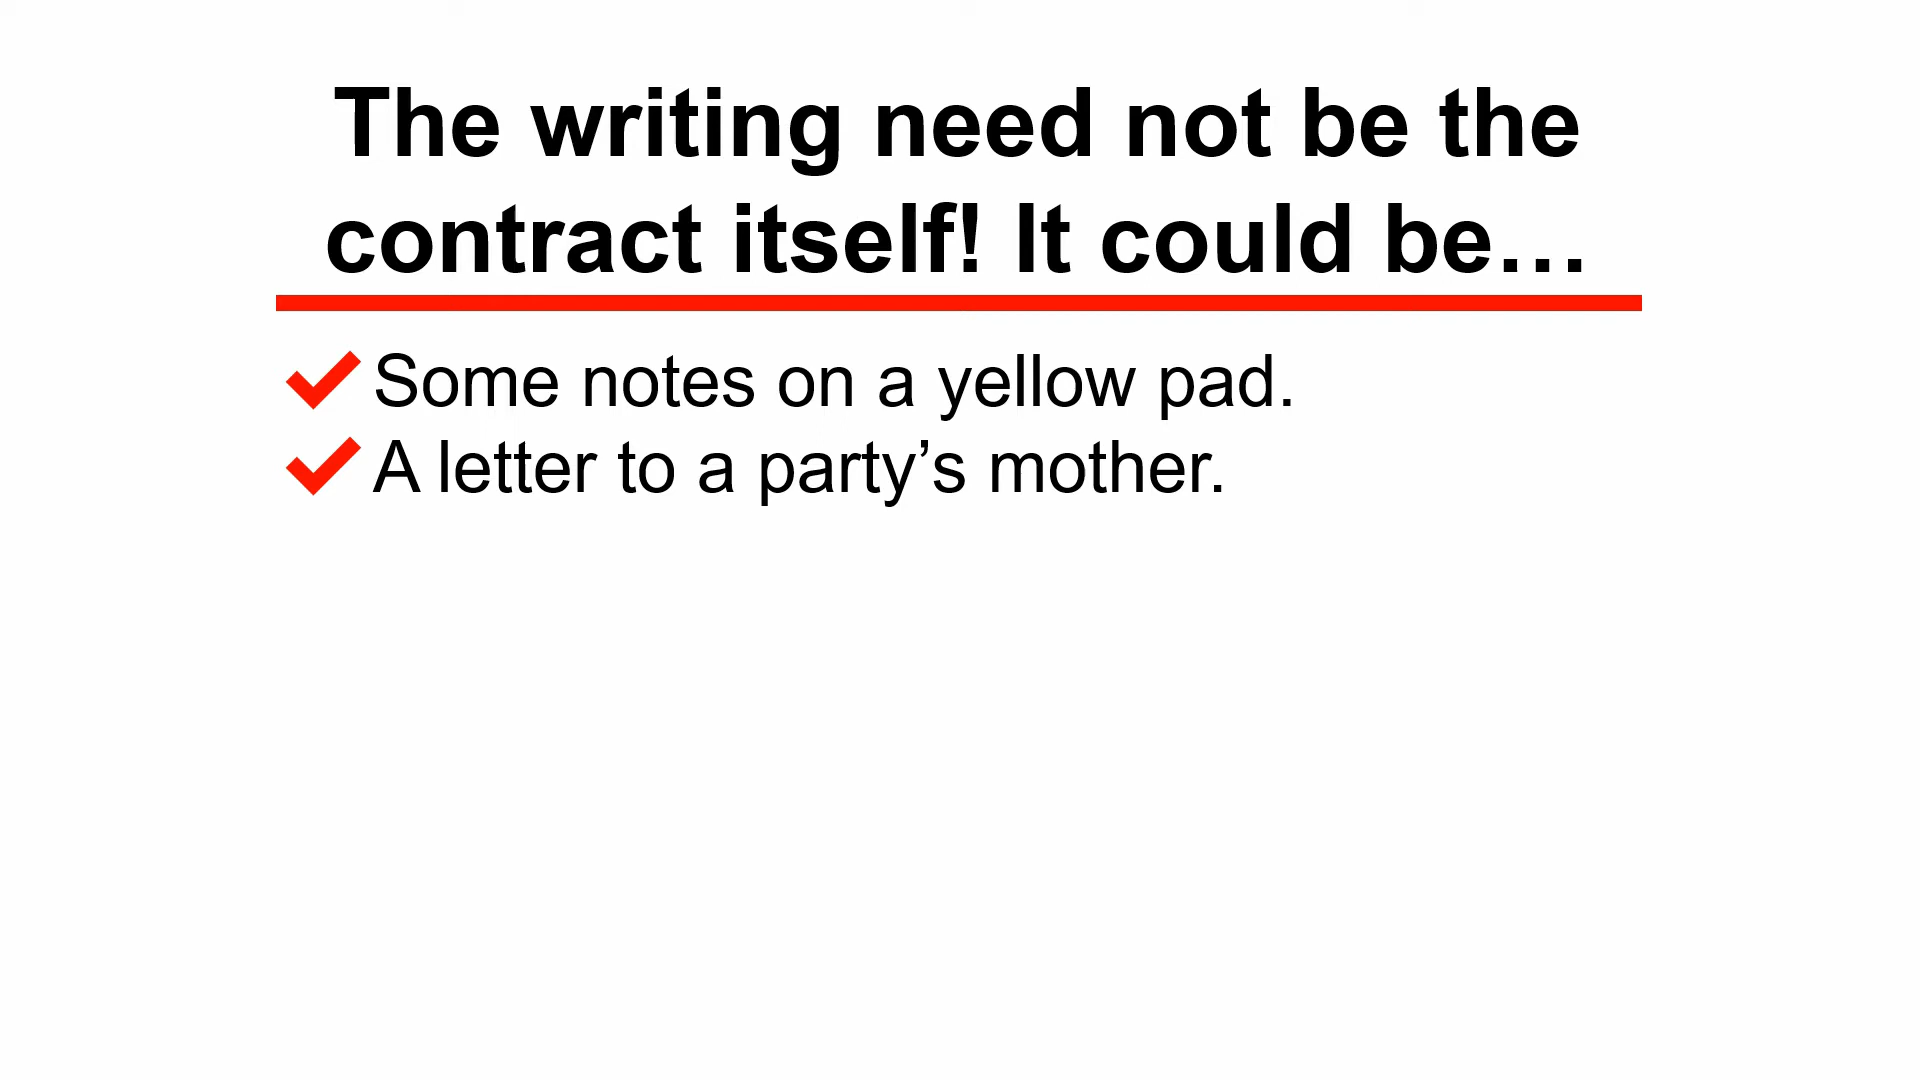 The writing need not be the
contract itself! It could be…
Some notes on a yellow pad.
A letter to a party’s mother.